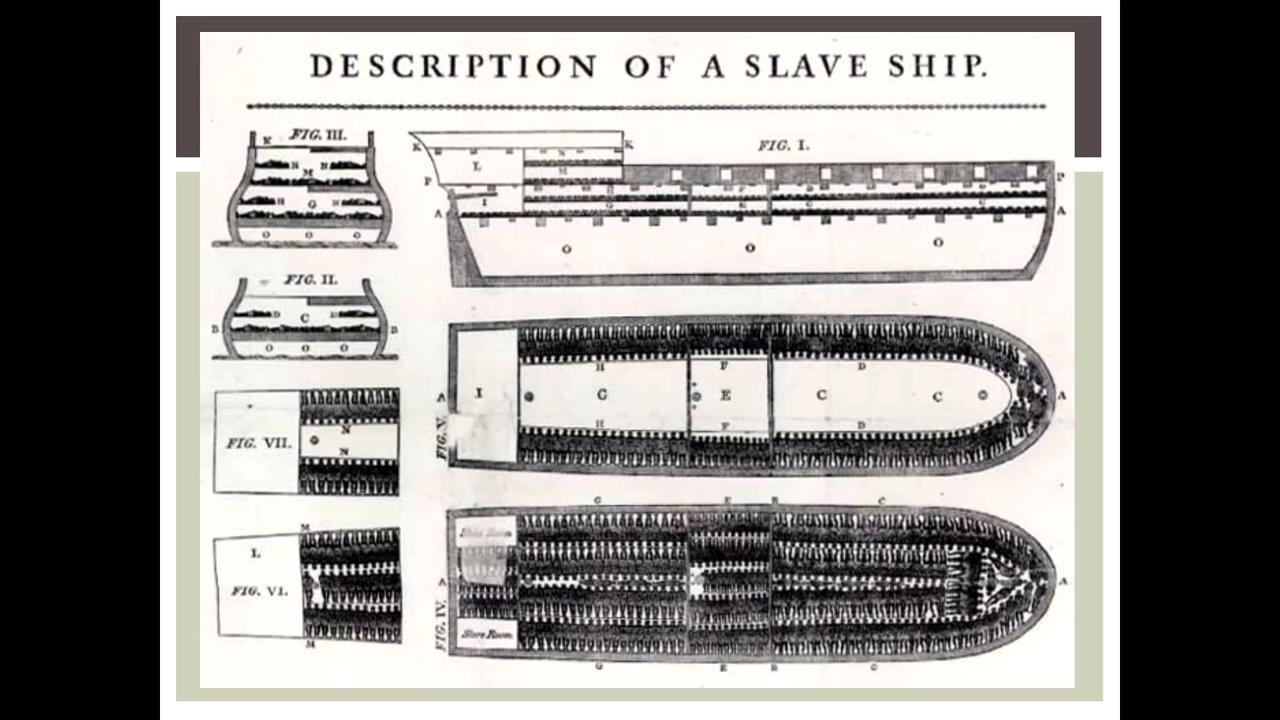 DESCRIPTION OF A SLAVE SHIP.
FIG. III.
K
N N
M
H
G
O O O
FIG. I.
K K
L
N
M
P P
I
A A
O O O
FIG. II.
D C
B B
O O O
FIG. V.
A I H G H F E F D C C D A
FIG. VII.
N
N
G E B C
FIG. VI.
M
L
M
FIG. IV.
Store Room
A A
Store Room
G E B C